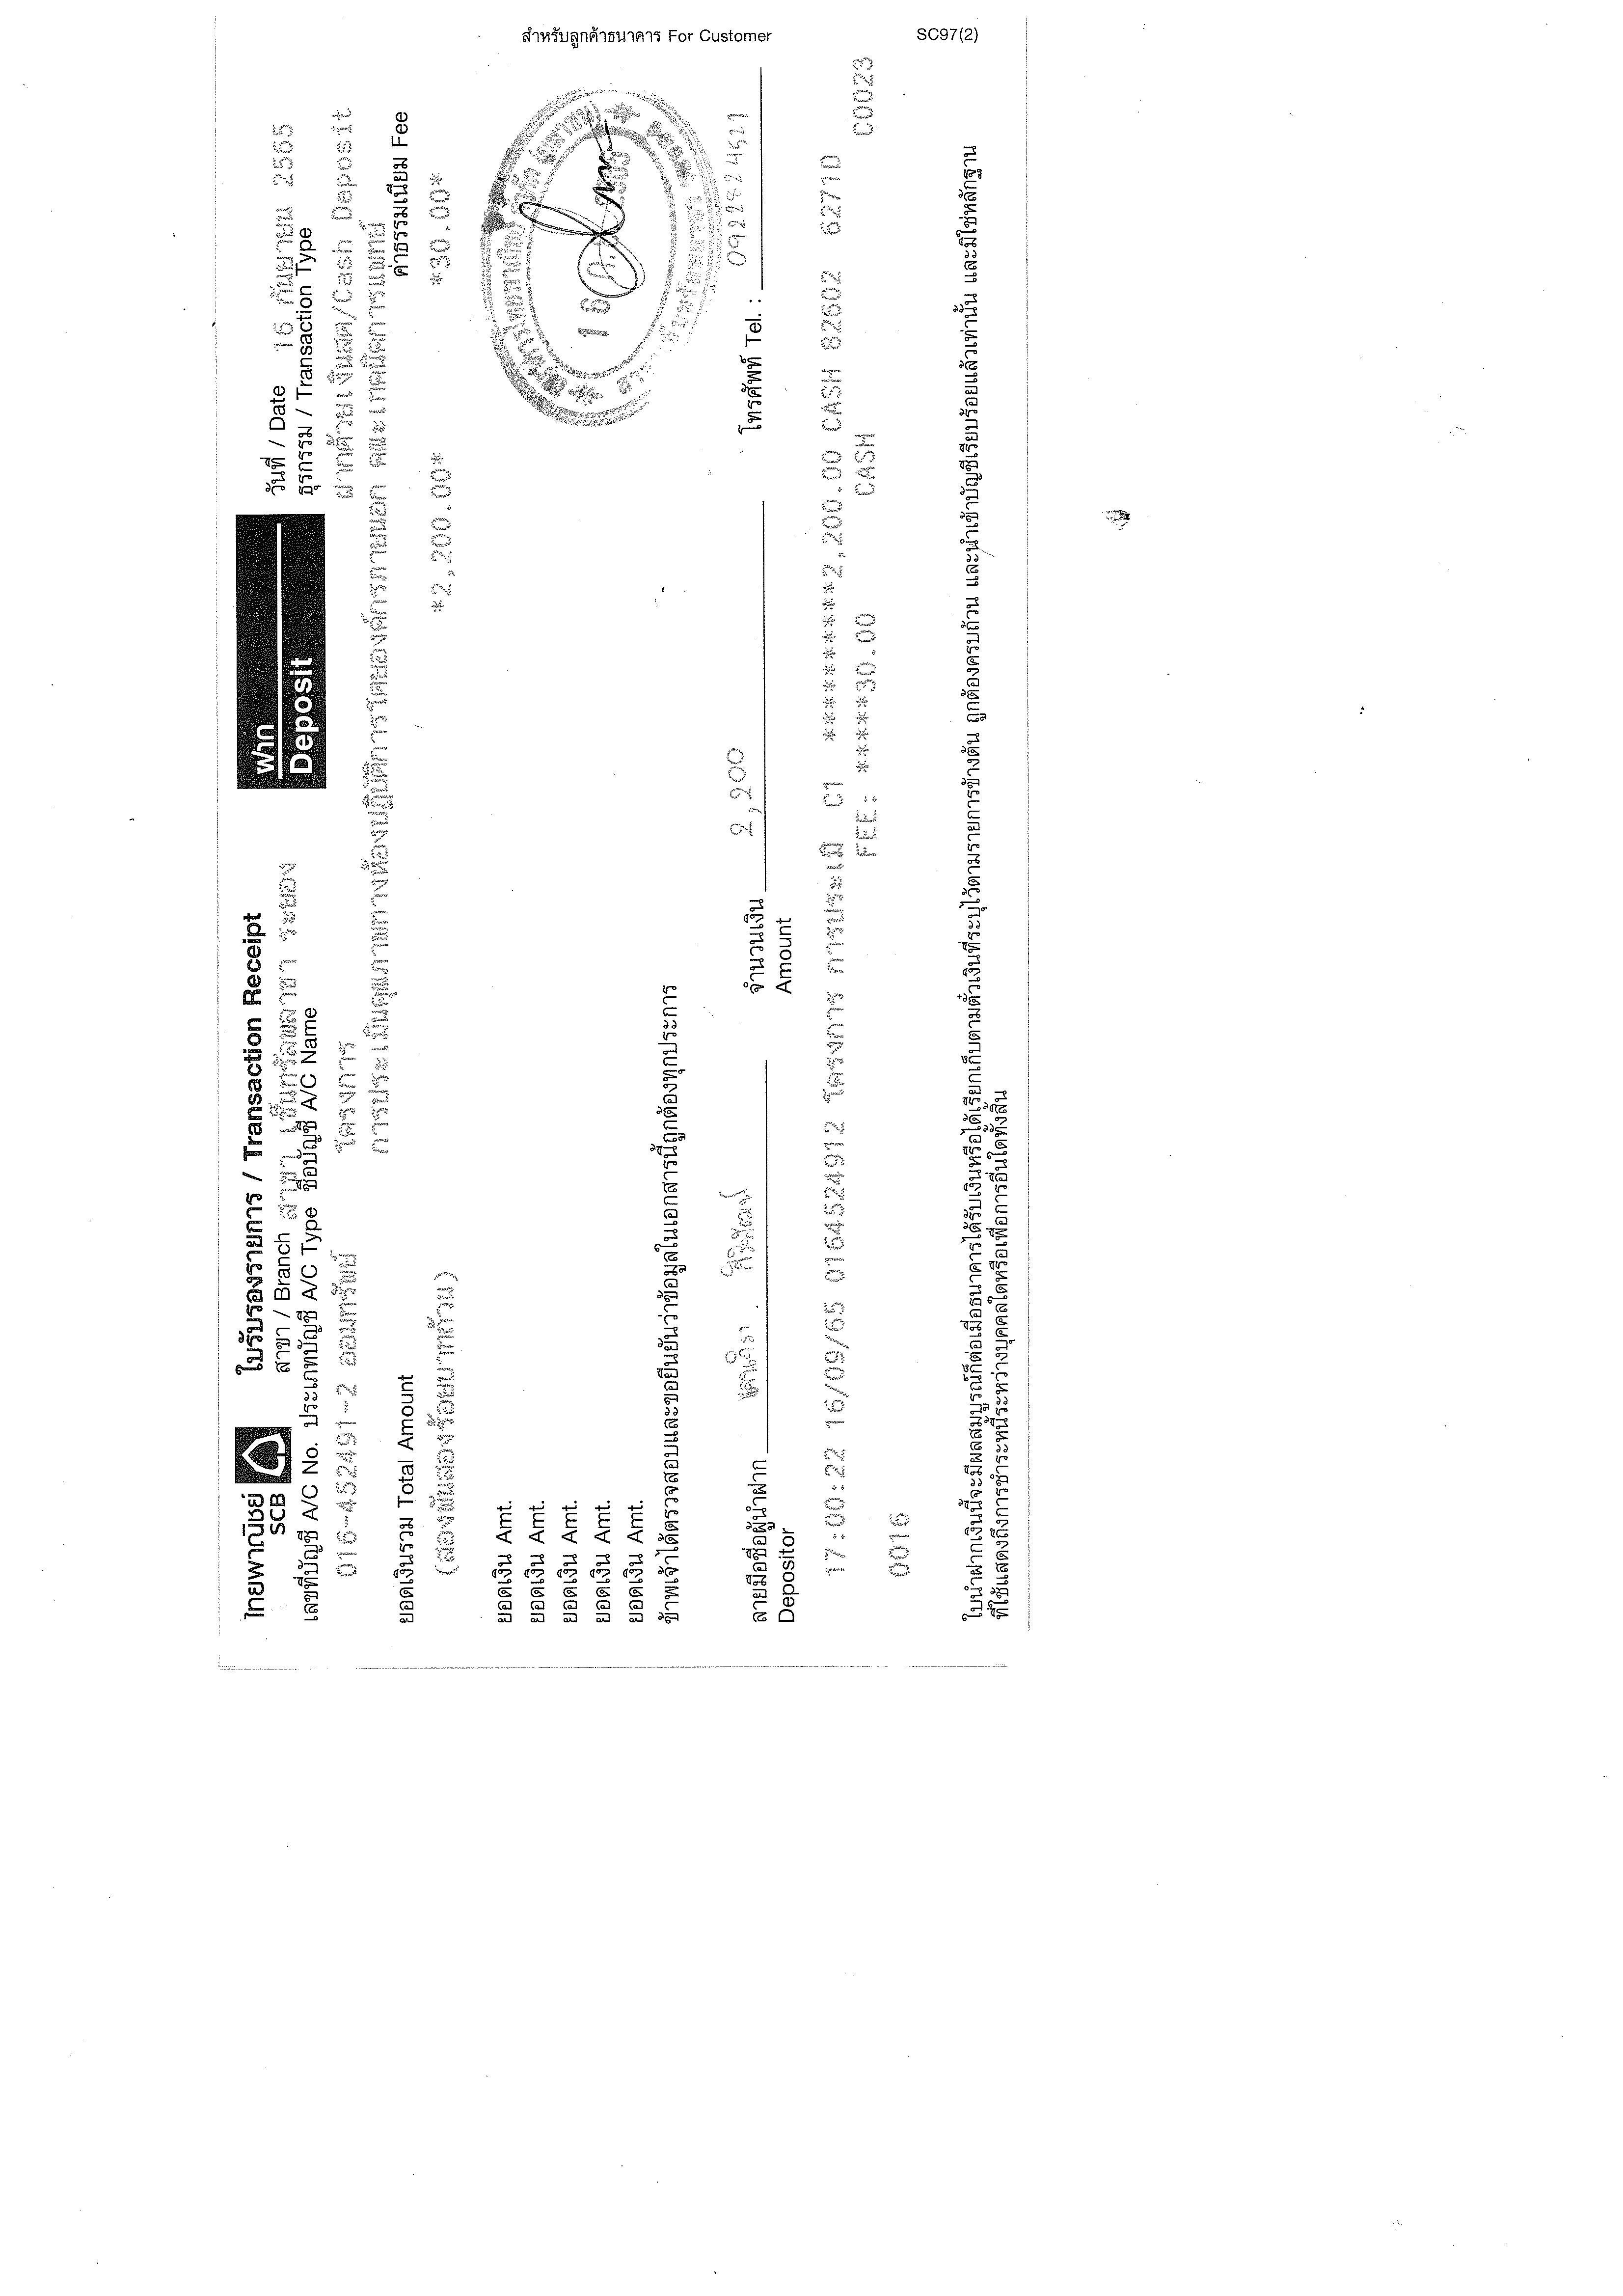 สำหรับลูกค้าธนาคาร For Customer SC97(2)
ไทยพาณิชย์ SCB
ใบรับรองรายการ / Transaction Receipt
ฝาก
Deposit
สาขา / Branch สาขา เซ็นทรัลพลาซา ระยอง
วันที่ / Date 16 กันยายน 2565
เลขที่บัญชี A/C No. ประเภทบัญชี A/C Type ชื่อบัญชี A/C Name ธุรกรรม / Transaction Type
016-452491-2 ออมทรัพย์ โครงการ ฝากด้วยเงินสด/Cash Deposit
การประเมินคุณภาพทางห้องปฏิบัติการโดยองค์กรภายนอก คณะเทคนิคการแพทย์
ยอดเงินรวม Total Amount ค่าธรรมเนียม Fee
(สองพันสองร้อยบาทถ้วน) *2,200.00* *30.00*
ยอดเงิน Amt.
ยอดเงิน Amt.
ยอดเงิน Amt.
ยอดเงิน Amt.
ยอดเงิน Amt.
ข้าพเจ้าได้ตรวจสอบและขอยืนยันว่าข้อมูลในเอกสารนี้ถูกต้องทุกประการ
16
ลายมือชื่อผู้นำฝาก จำนวนเงิน 2,200 โทรศัพท์ Tel. :
Depositor Amount
17:00:22 16/09/65 0164524912 โครงการ การประเมิ C1 **********2,200.00 CASH 82602 6271D
FEE: *****30.00 CASH C0023
0016
ใบนำฝากเงินนี้จะมีผลสมบูรณ์ก็ต่อเมื่อธนาคารได้รับเงินหรือได้เรียกเก็บตามตั๋วเงินที่ระบุไว้ตามรายการข้างต้น ถูกต้องครบถ้วน และนำเข้าบัญชีเรียบร้อยแล้วเท่านั้น และมิใช่หลักฐาน
ที่ใช้แสดงถึงการชำระหนี้ระหว่างบุคคลใดหรือเพื่อการอื่นใดทั้งสิ้น